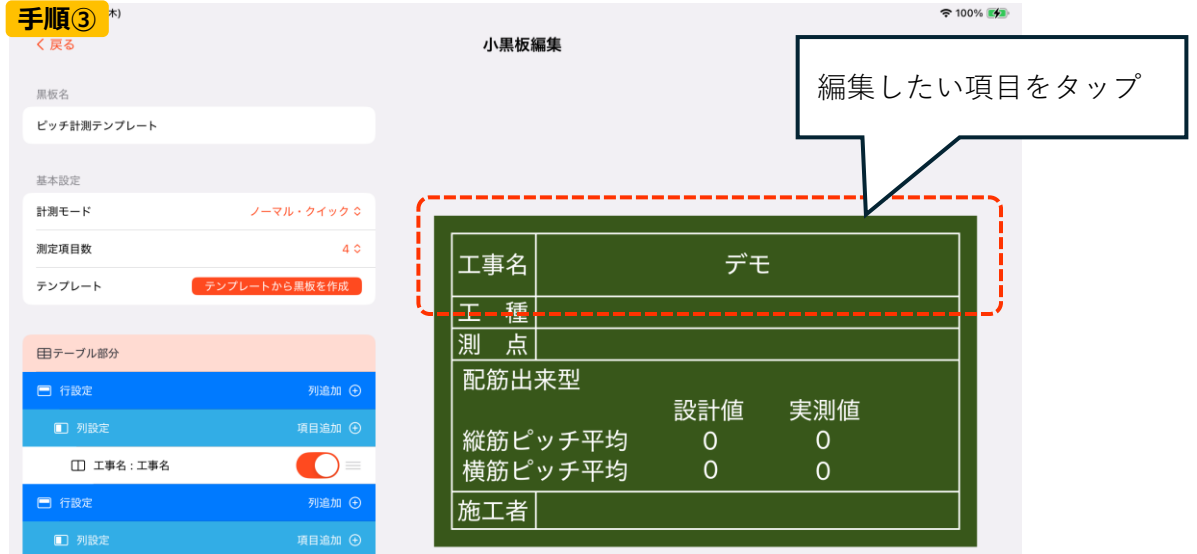 手順③
木)
100%
戻る
小黒板編集
編集したい項目をタップ
黒板名
ピッチ計測テンプレート
基本設定
計測モード ノーマル・クイック
測定項目数 4
テンプレート テンプレートから黒板を作成
テーブル部分
行設定 列追加
列設定 項目追加
工事名 : 工事名
行設定 列追加
列設定 項目追加
工事名 デモ
工 種
測 点
配筋出来型
設計値 実測値
縦筋ピッチ平均 0 0
横筋ピッチ平均 0 0
施工者